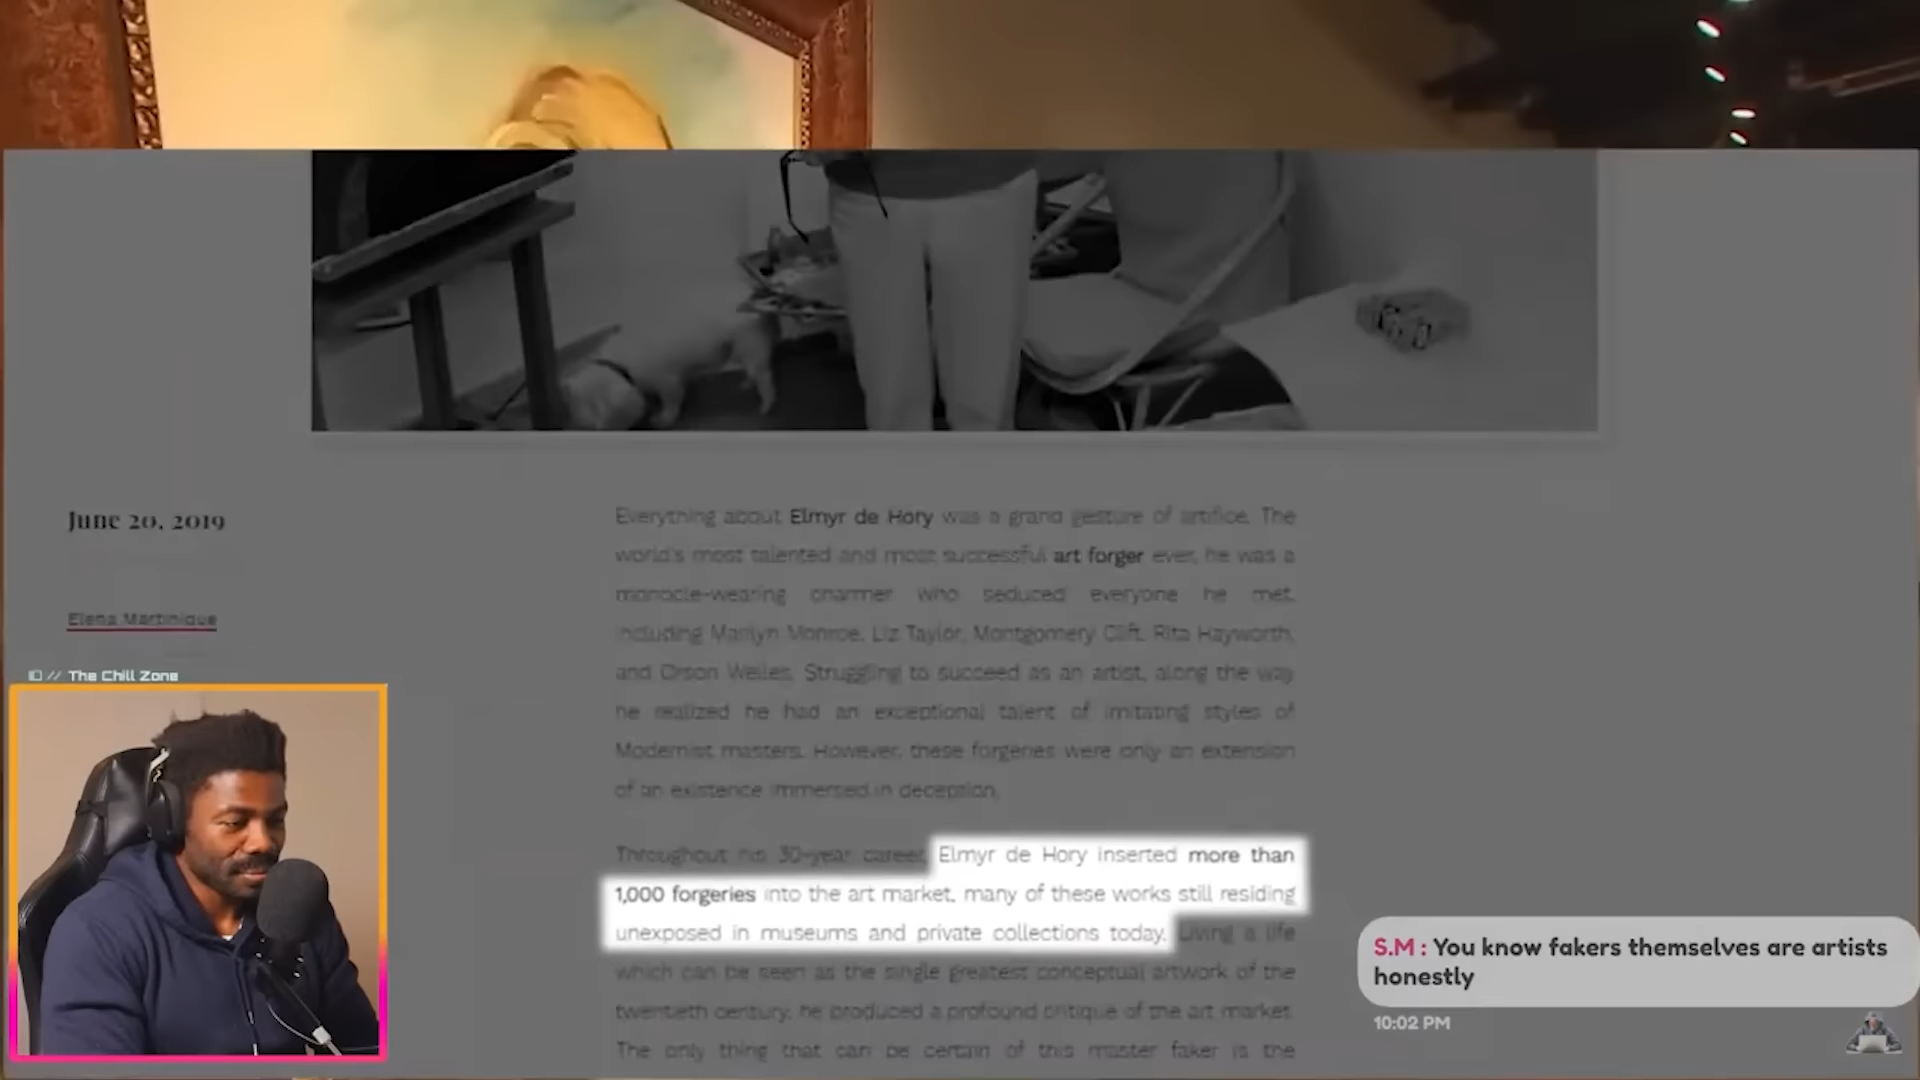 June 20, 2019
Elena Martinique
// The Chill Zone
Everything about Elmyr de Hory was a grand gesture of artifice. The
world's most talented and most successful art forger ever, he was a
monocle-wearing charmer who seduced everyone he met,
including Marilyn Monroe, Liz Taylor, Montgomery Clift, Rita Hayworth,
and Orson Welles. Struggling to succeed as an artist, along the way
he realized he had an exceptional talent of imitating styles of
Modernist masters. However, these forgeries were only an extension
of an existence immersed in deception.
Throughout his 30-year career, Elmyr de Hory inserted more than
1,000 forgeries into the art market, many of these works still residing
unexposed in museums and private collections today. Living a life
which can be seen as the single greatest conceptual artwork of the
twentieth century, he produced a profound critique of the art market.
The only thing that can be certain of this master faker is the
S.M : You know fakers themselves are artists
honestly
10:02 PM